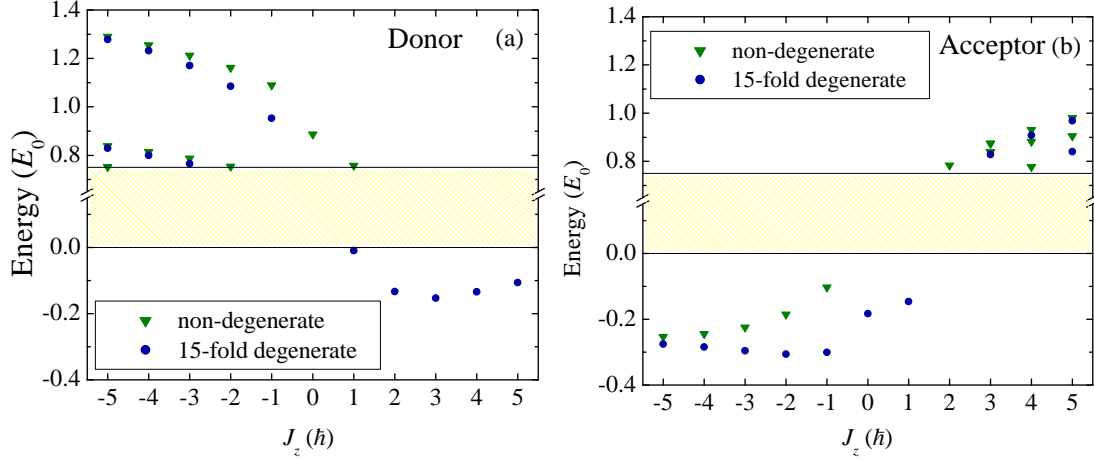 Donor (a)
1.4
1.2
1.0
0.8
0.0
-0.2
-0.4
Energy (E₀)
non-degenerate
15-fold degenerate
-5 -4 -3 -2 -1 0 1 2 3 4 5
J_z (ℏ)
Acceptor (b)
1.4
1.2
1.0
0.8
0.0
-0.2
-0.4
Energy (E₀)
non-degenerate
15-fold degenerate
-5 -4 -3 -2 -1 0 1 2 3 4 5
J_z (ℏ)